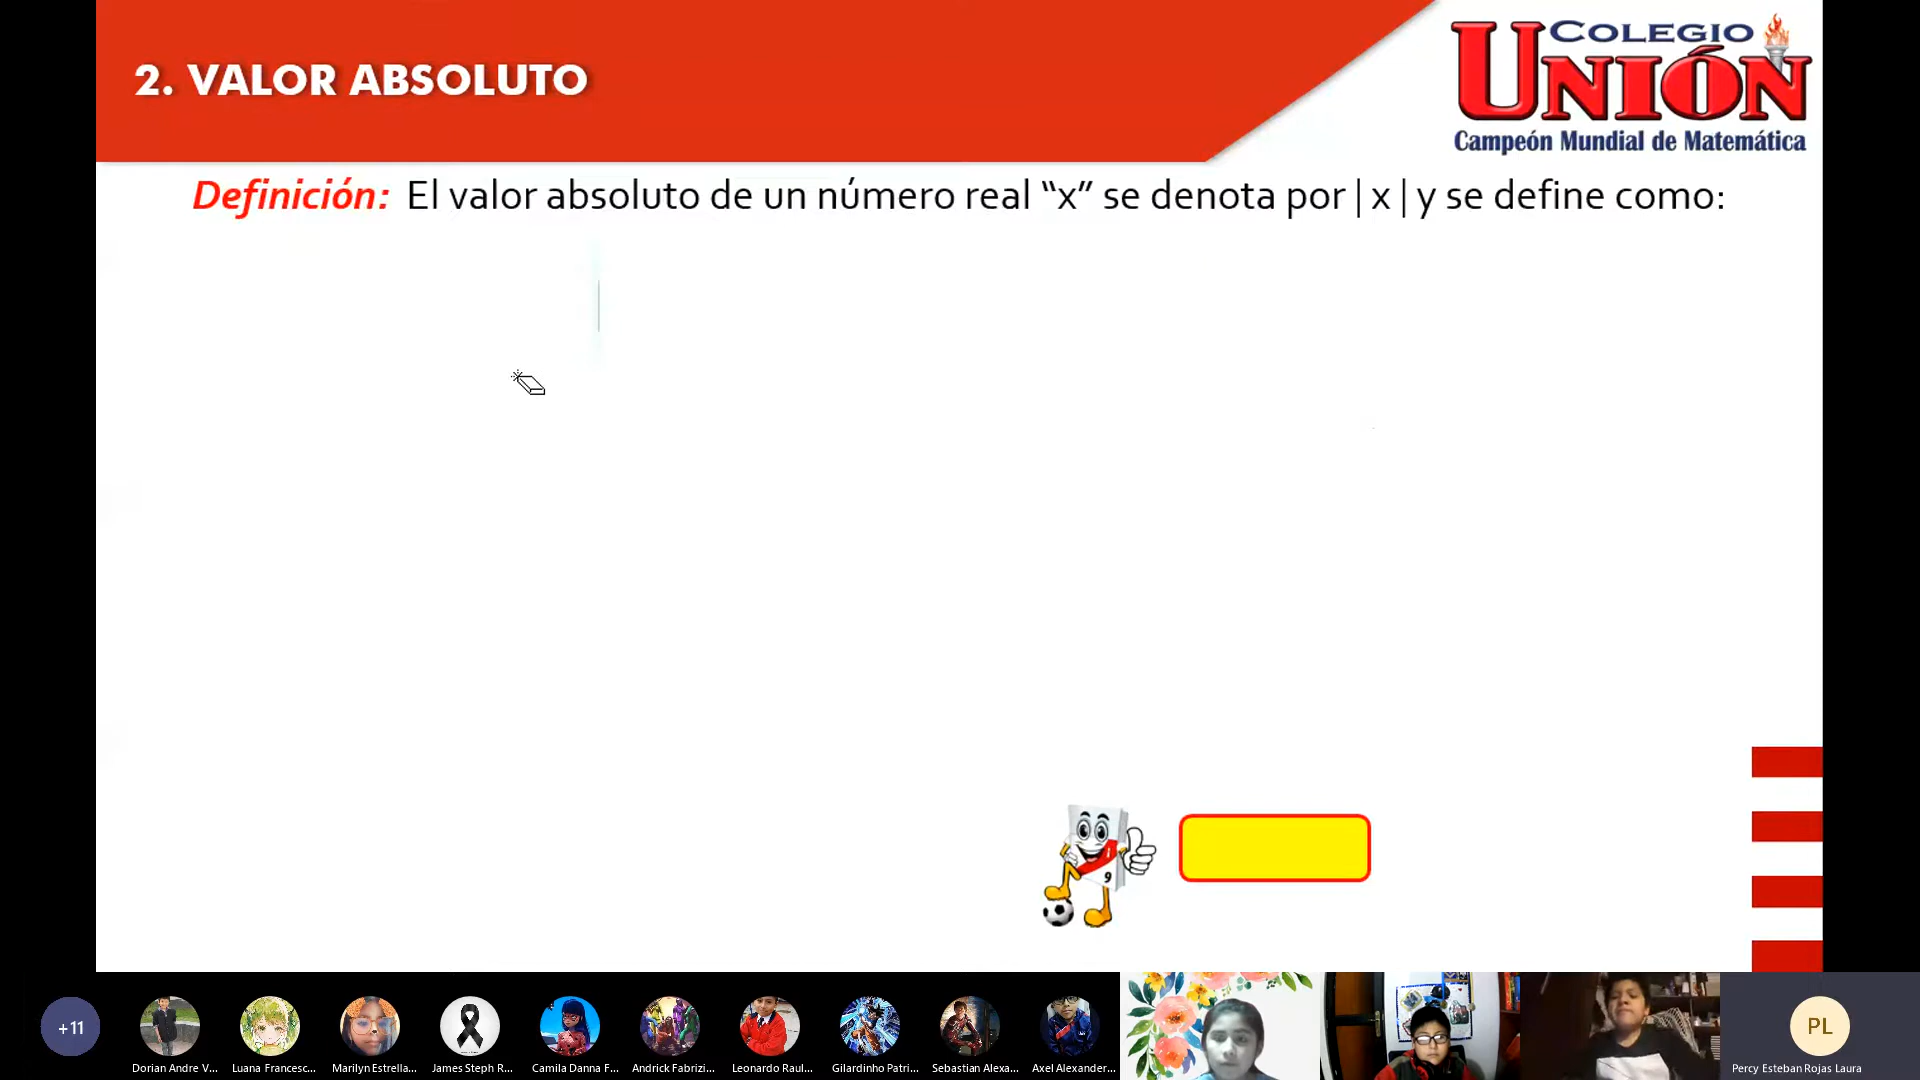 2. VALOR ABSOLUTO
COLEGIO
UNIÓN
Campeón Mundial de Matemática
Definición: El valor absoluto de un número real “x” se denota por | x | y se define como:
9
+11
Dorian Andre V...
Luana Francesc...
Marilyn Estrella...
James Steph R...
Camila Danna F...
Andrick Fabrizi...
Leonardo Raul...
Gilardinho Patri...
Sebastian Alexa...
Axel Alexander...
PL
Percy Esteban Rojas Laura